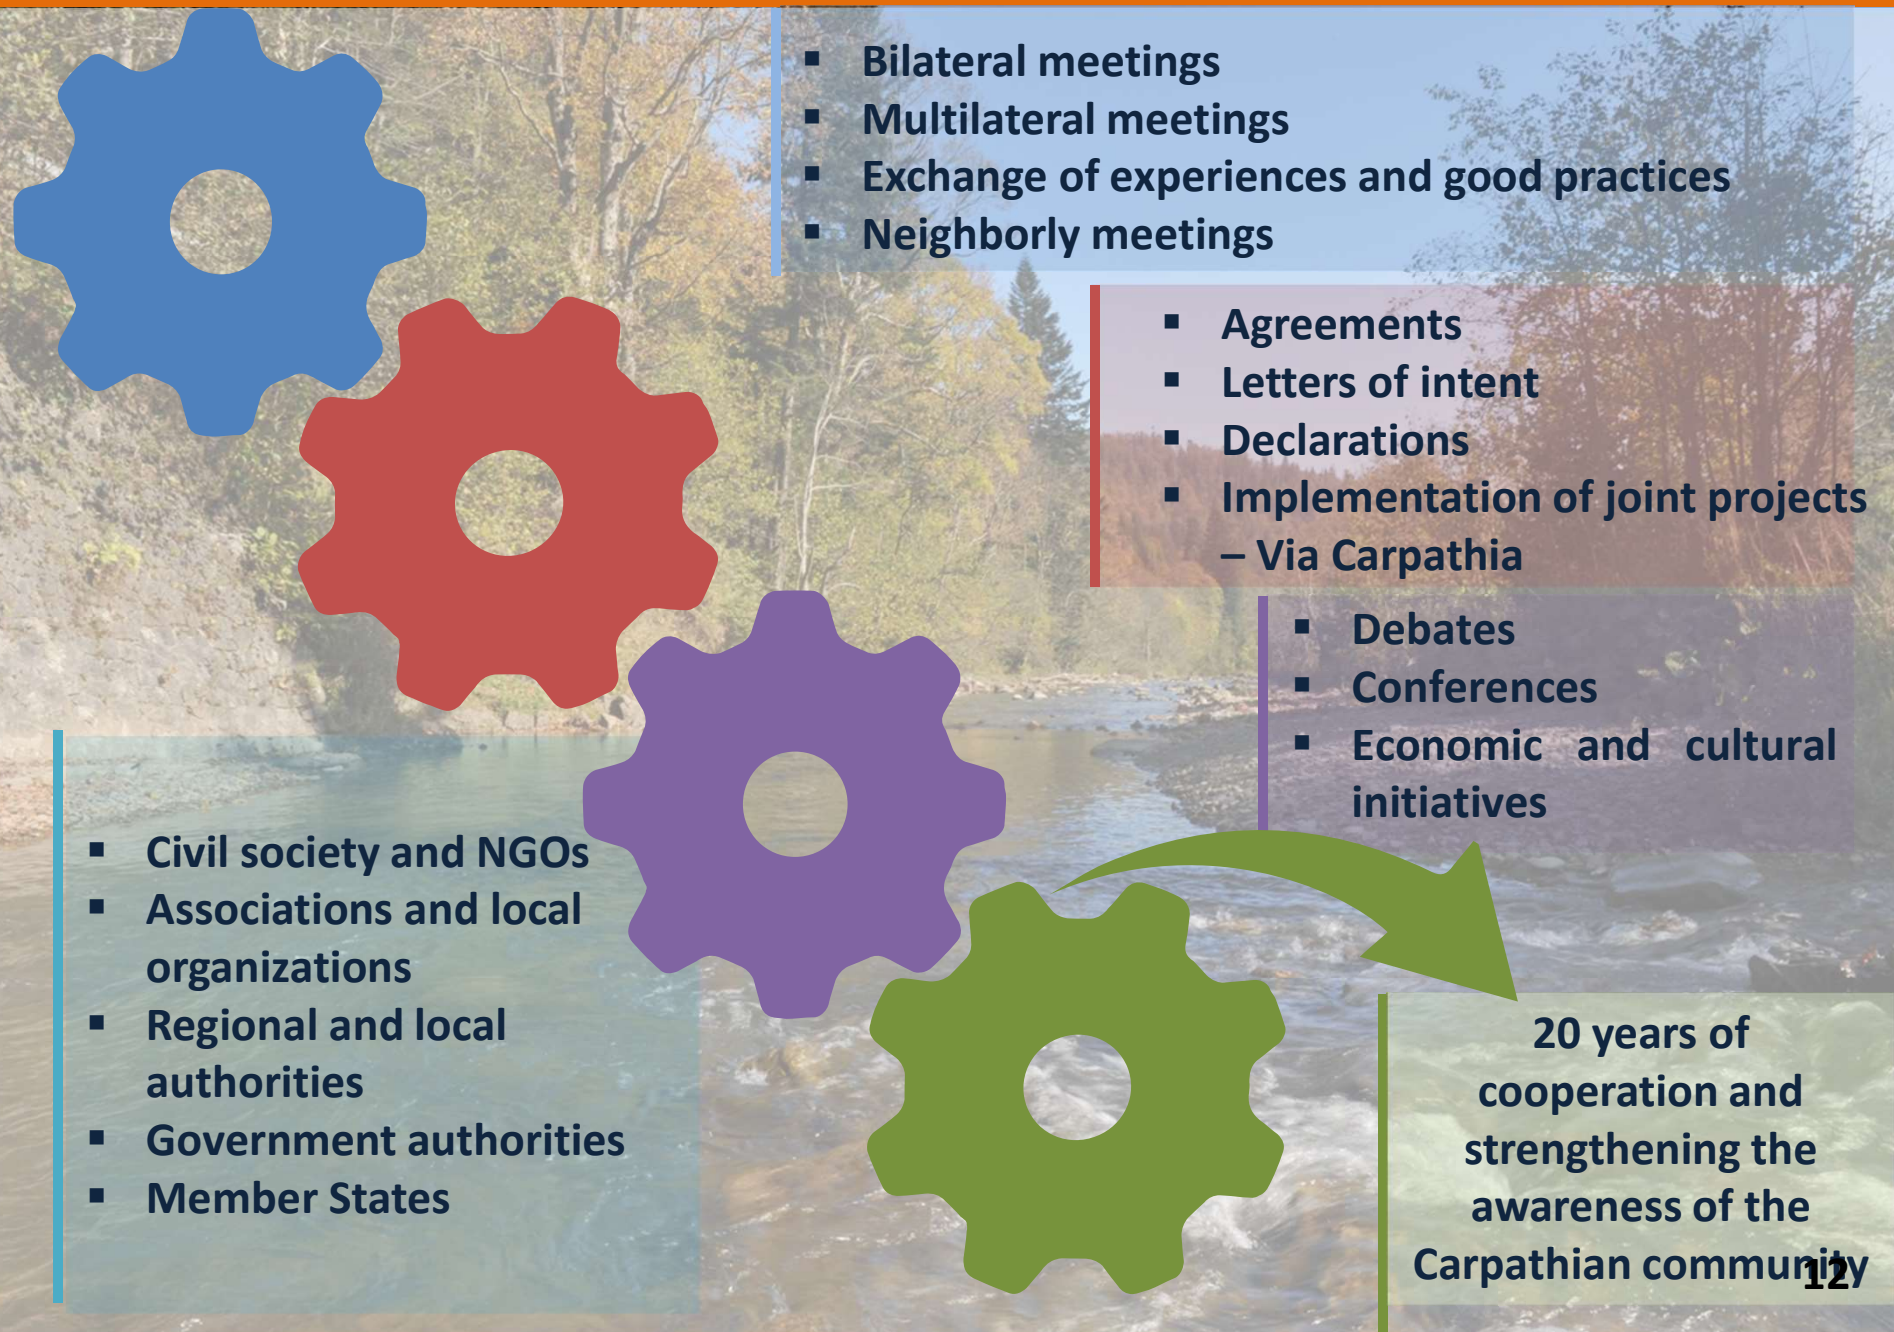 ▪ Bilateral meetings
▪ Multilateral meetings
▪ Exchange of experiences and good practices
▪ Neighborly meetings
▪ Agreements
▪ Letters of intent
▪ Declarations
▪ Implementation of joint projects
– Via Carpathia
▪ Debates
▪ Conferences
▪ Economic and cultural
initiatives
▪ Civil society and NGOs
▪ Associations and local
organizations
▪ Regional and local
authorities
▪ Government authorities
▪ Member States
20 years of
cooperation and
strengthening the
awareness of the
Carpathian community
12